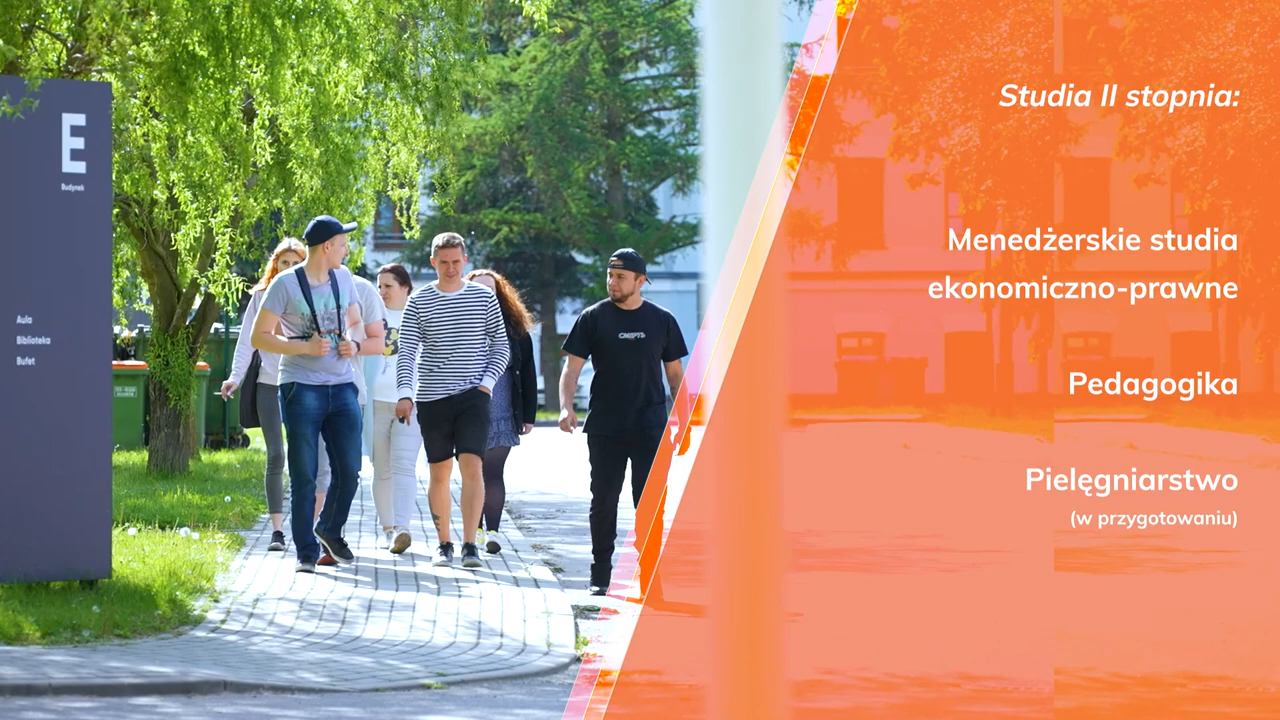 E
Budynek
Aula
Biblioteka
Bufet
Studia II stopnia:
Menedżerskie studia
ekonomiczno-prawne
Pedagogika
Pielęgniarstwo
(w przygotowaniu)